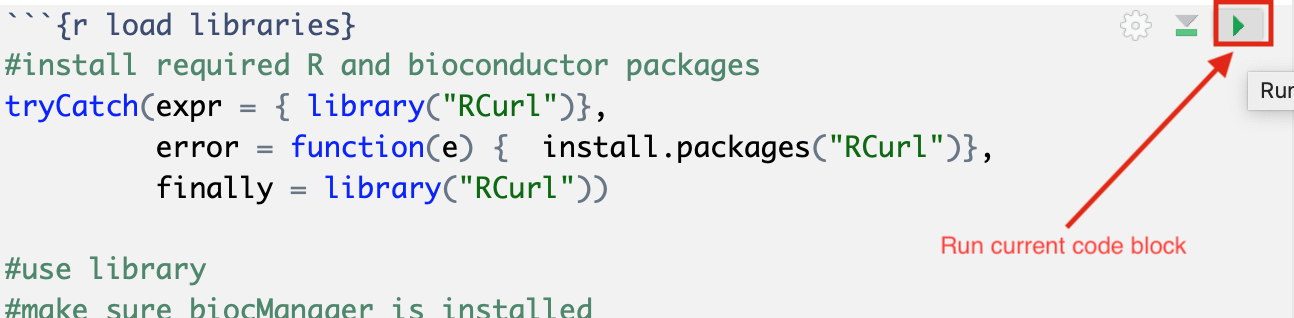 ```{r load libraries}
#install required R and bioconductor packages
tryCatch(expr = { library("RCurl")},
         error = function(e) {  install.packages("RCurl")},
         finally = library("RCurl"))
Run
Run current code block
#use library
#make sure biocManager is installed